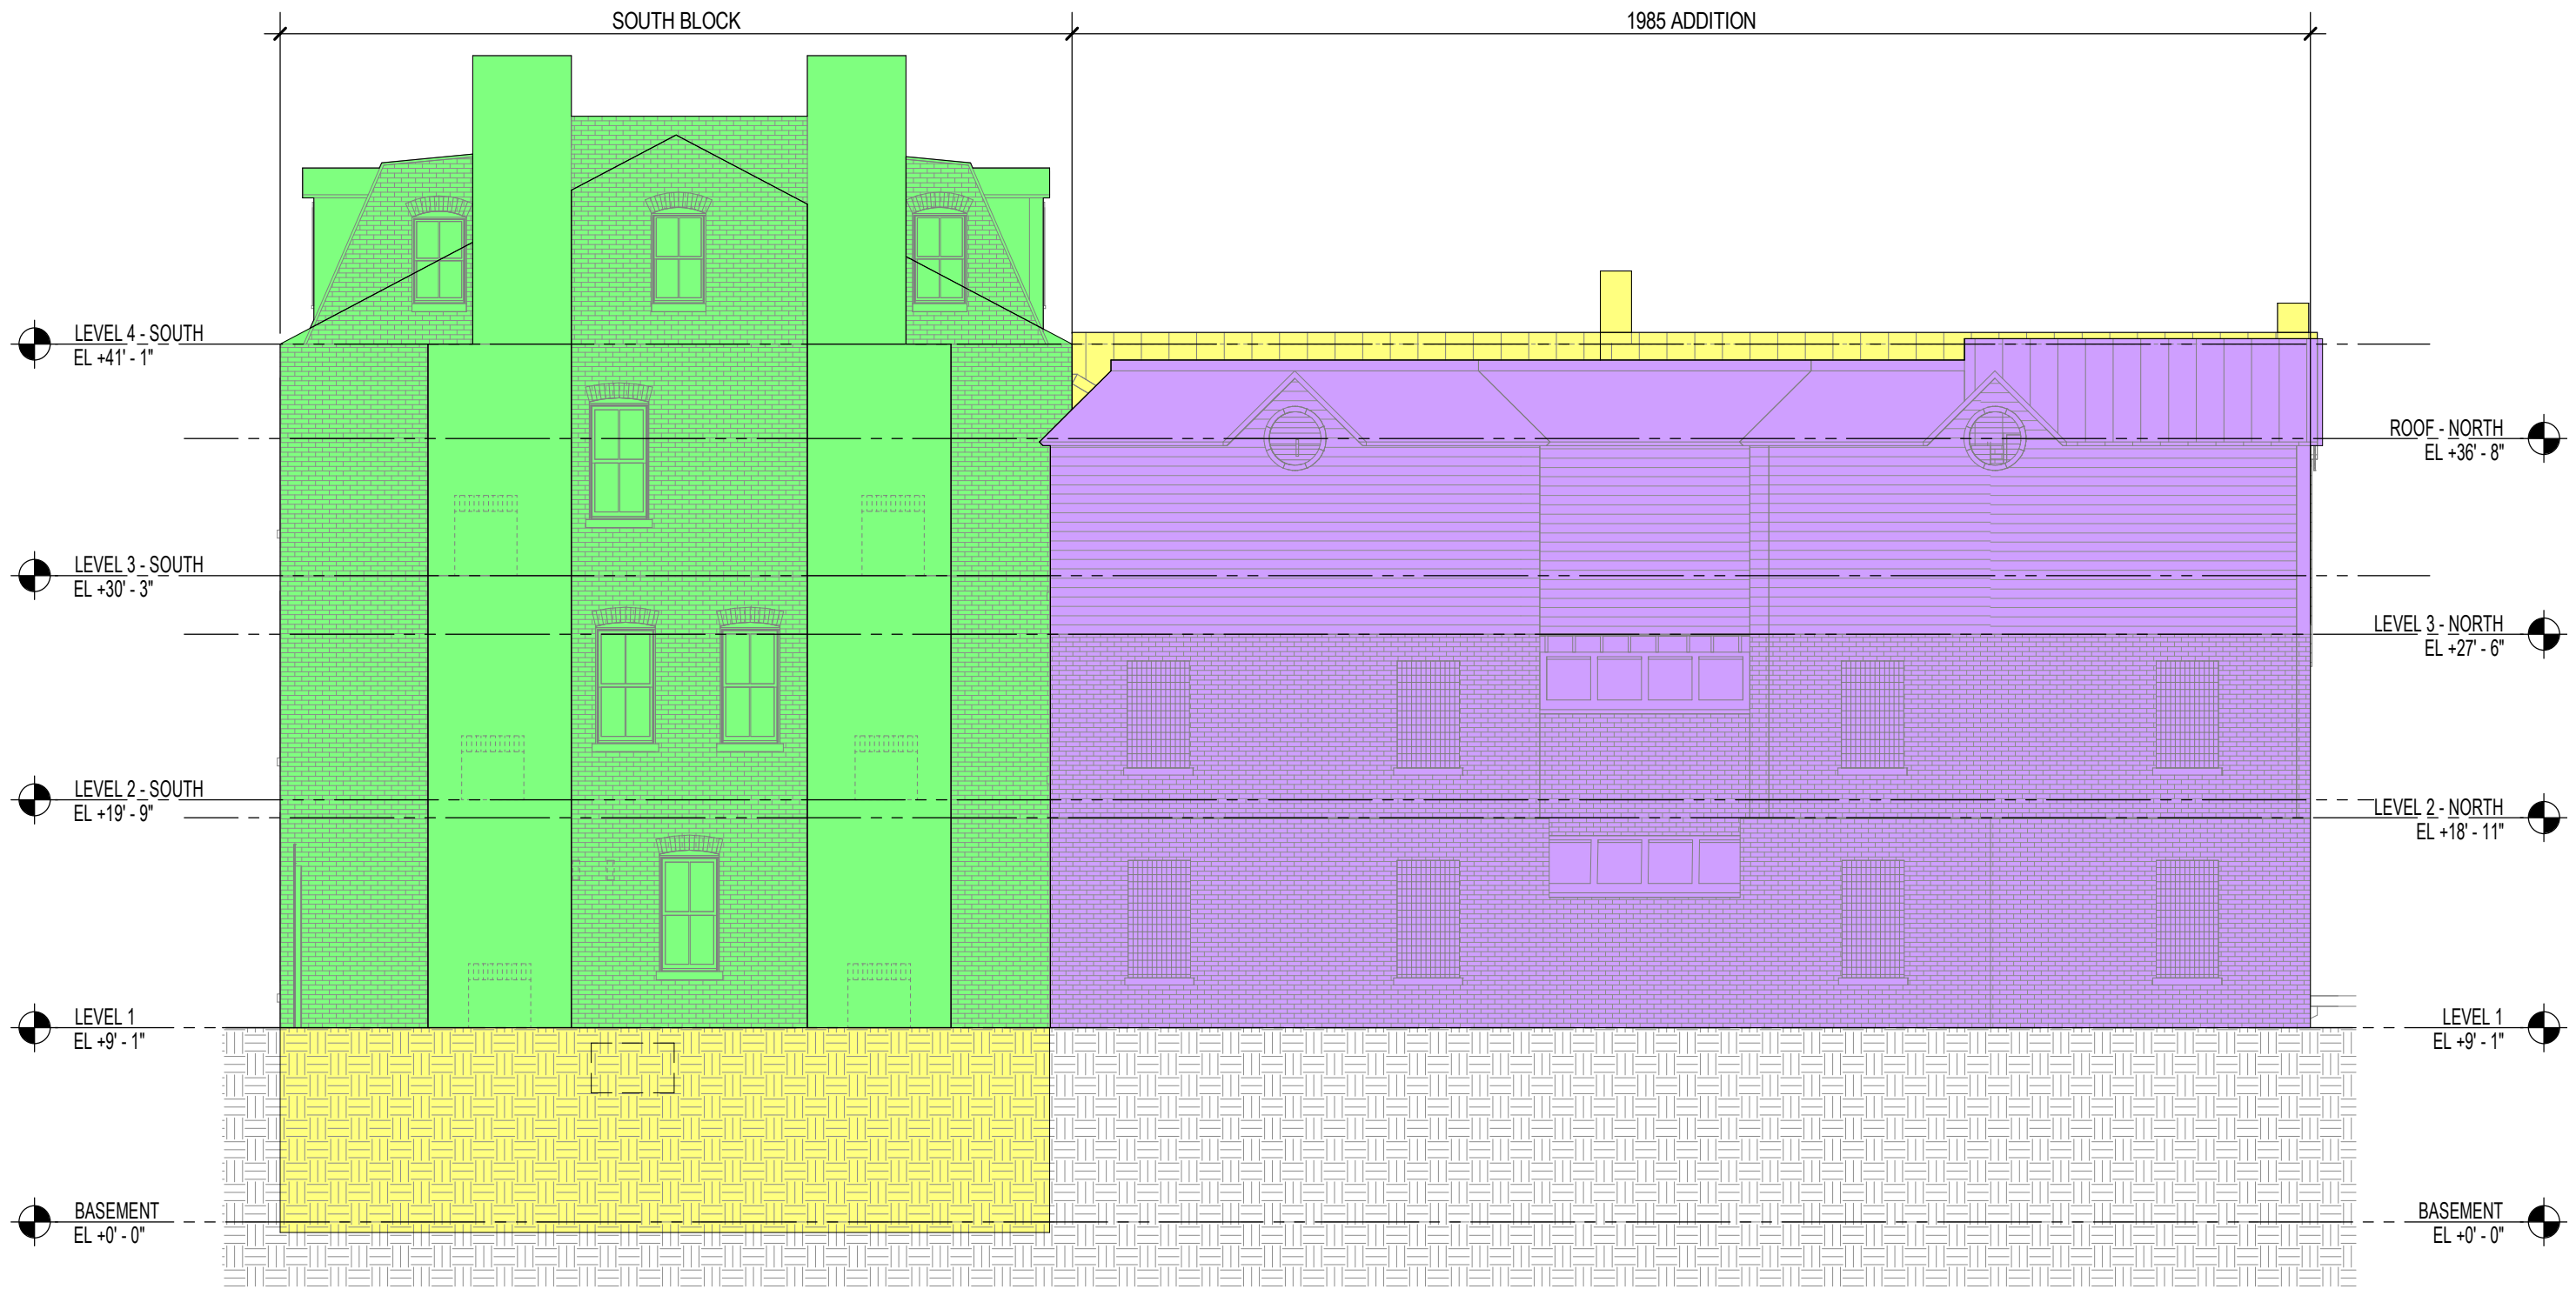 SOUTH BLOCK
1985 ADDITION
LEVEL 4 - SOUTH
EL +41' - 1"
ROOF - NORTH
EL +36' - 8"
LEVEL 3 - SOUTH
EL +30' - 3"
LEVEL 3 - NORTH
EL +27' - 6"
LEVEL 2 - SOUTH
EL +19' - 9"
LEVEL 2 - NORTH
EL +18' - 11"
LEVEL 1
EL +9' - 1"
LEVEL 1
EL +9' - 1"
BASEMENT
EL +0' - 0"
BASEMENT
EL +0' - 0"